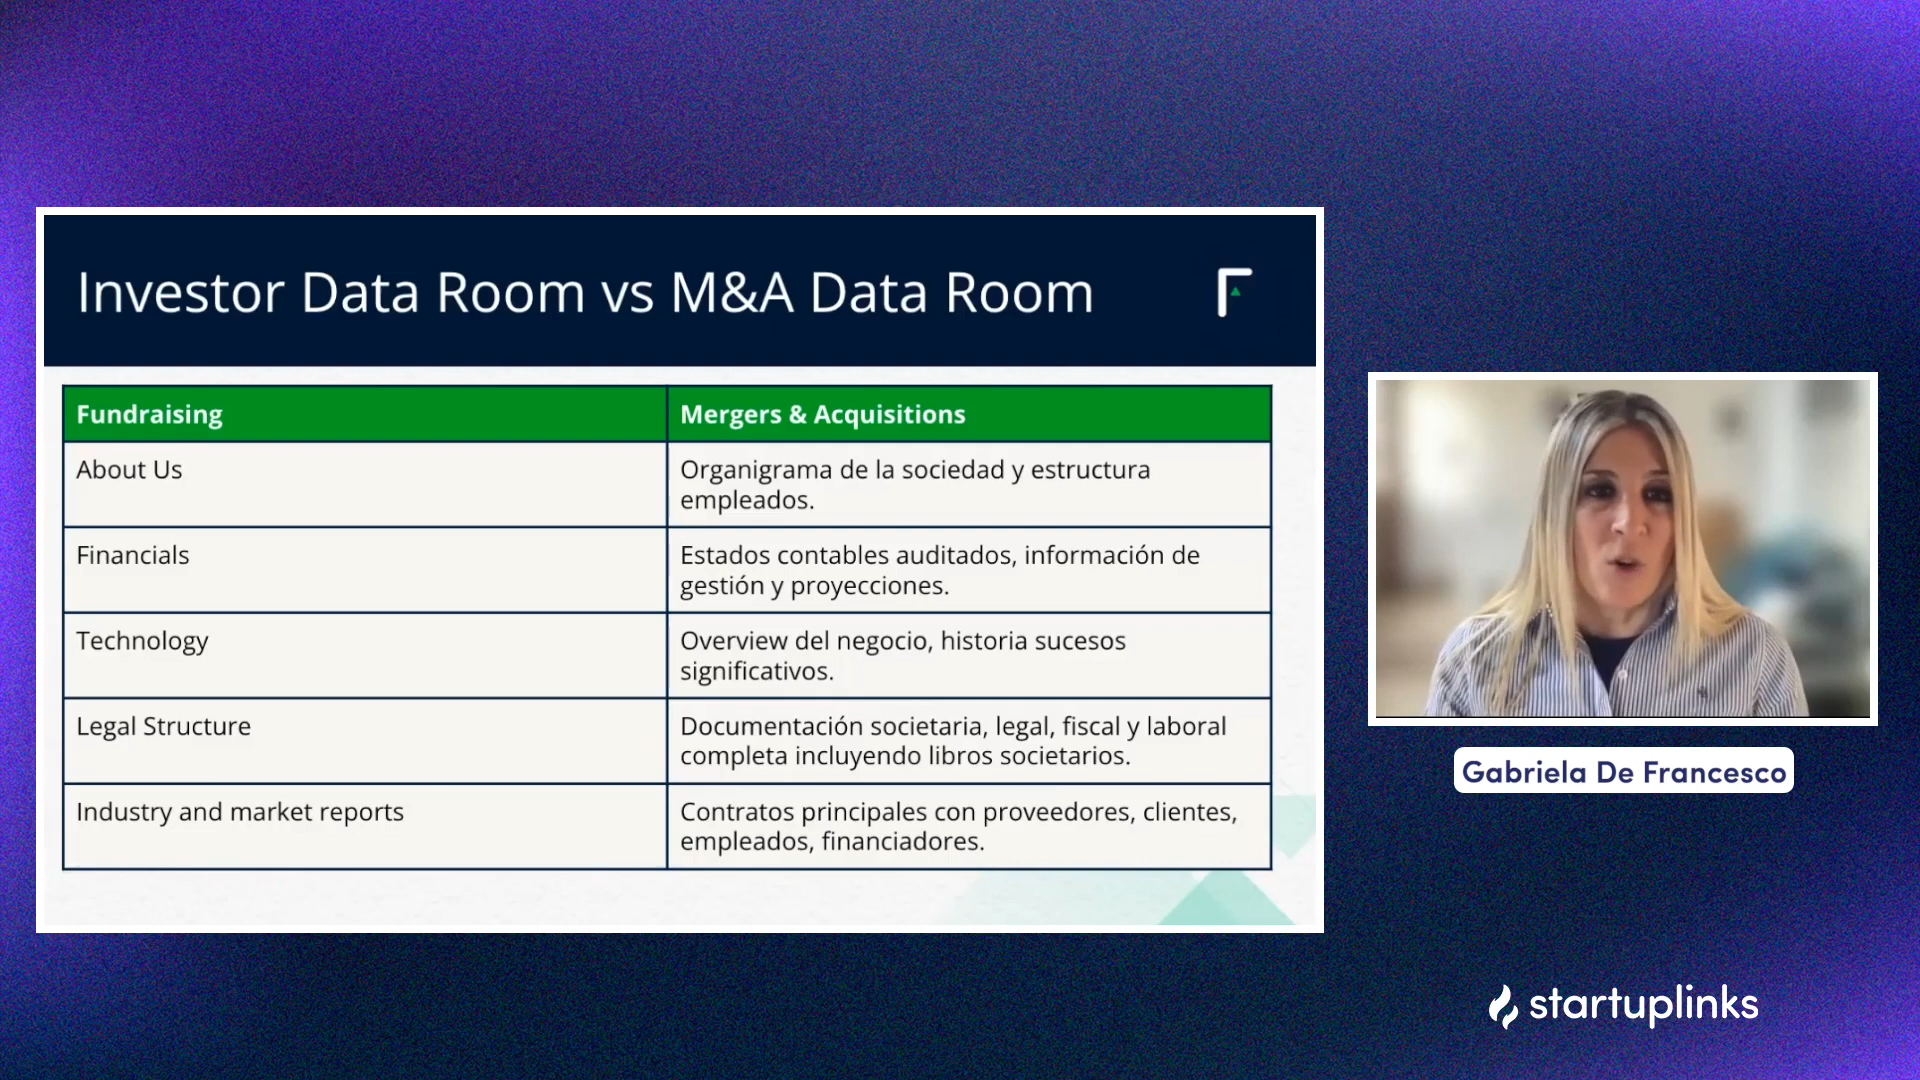 Investor Data Room vs M&A Data Room
Fundraising
Mergers & Acquisitions
About Us
Organigrama de la sociedad y estructura
empleados.
Financials
Estados contables auditados, información de
gestión y proyecciones.
Technology
Overview del negocio, historia sucesos
significativos.
Legal Structure
Documentación societaria, legal, fiscal y laboral
completa incluyendo libros societarios.
Industry and market reports
Contratos principales con proveedores, clientes,
empleados, financiadores.
Gabriela De Francesco
startuplinks